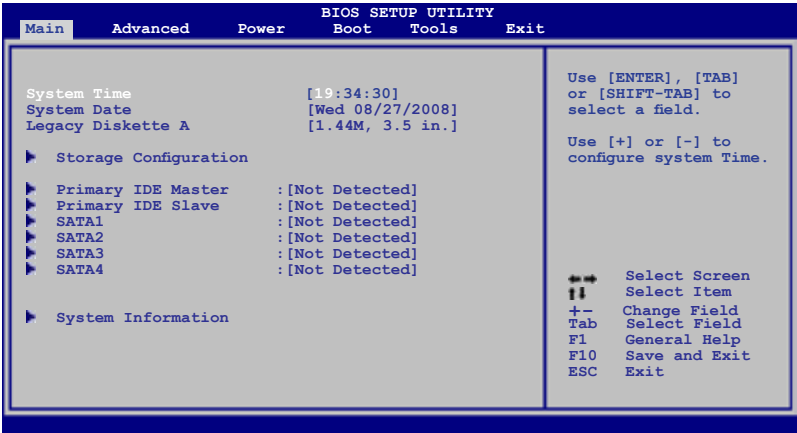 BIOS SETUP UTILITY
Main Advanced Power Boot Tools Exit
System Time [19:34:30]
System Date [Wed 08/27/2008]
Legacy Diskette A [1.44M, 3.5 in.]
Storage Configuration
Primary IDE Master :[Not Detected]
Primary IDE Slave :[Not Detected]
SATA1 :[Not Detected]
SATA2 :[Not Detected]
SATA3 :[Not Detected]
SATA4 :[Not Detected]
System Information
Use [ENTER], [TAB]
or [SHIFT-TAB] to
select a field.
Use [+] or [-] to
configure system Time.
Select Screen
Select Item
+- Change Field
Tab Select Field
F1 General Help
F10 Save and Exit
ESC Exit